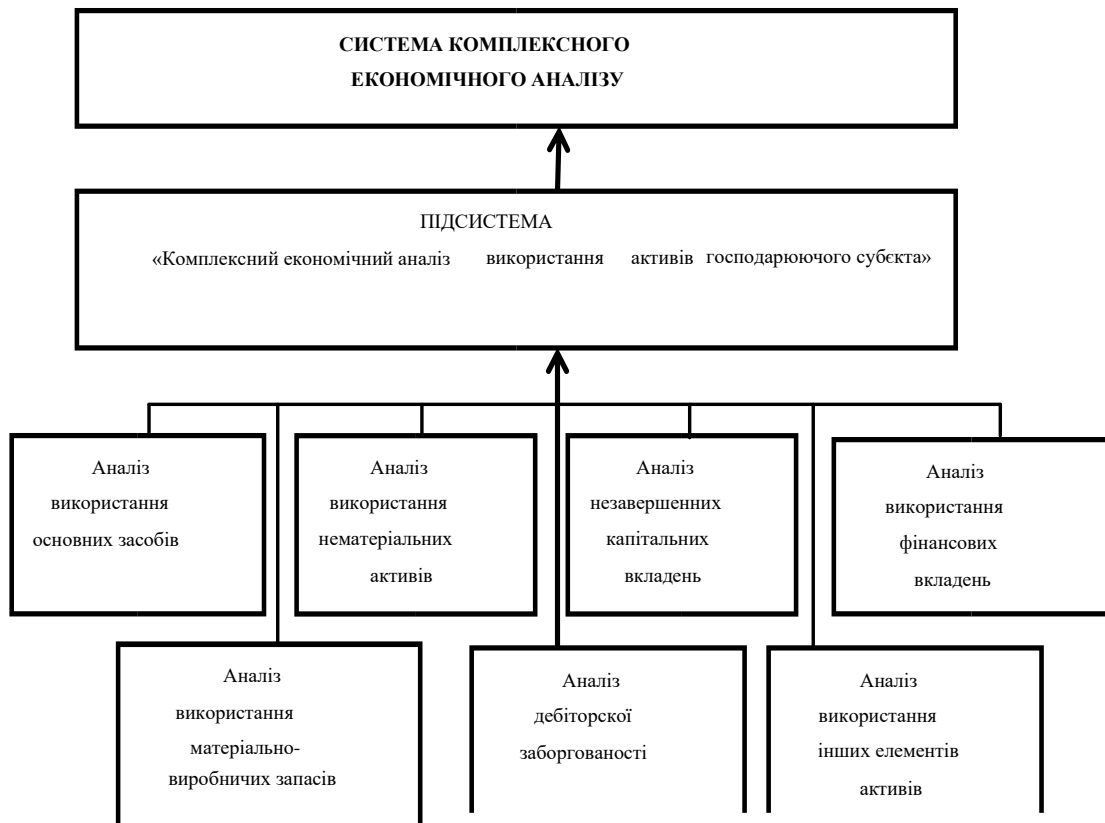 СИСТЕМА КОМПЛЕКСНОГО
ЕКОНОМІЧНОГО АНАЛІЗУ
ПІДСИСТЕМА
«Комплексний економічний аналіз використання активів господарюючого субєкта»
Аналіз
використання
основних засобів
Аналіз
використання
нематеріальних
активів
Аналіз
незавершенних
капітальних
вкладень
Аналіз
використання
фінансових
вкладень
Аналіз
використання
матеріально-
виробничих запасів
Аналіз
дебіторскої
заборгованості
Аналіз
використання
інших елементів
активів